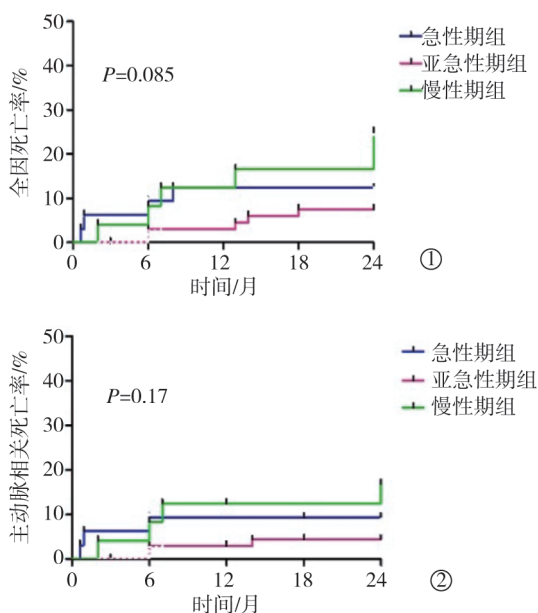 50
40
30
20
10
0
全因死亡率/%
P=0.085
急性期组
亚急性期组
慢性期组
0 6 12 18 24
时间/月
①
50
40
30
20
10
0
主动脉相关死亡率/%
P=0.17
急性期组
亚急性期组
慢性期组
0 6 12 18 24
时间/月
②